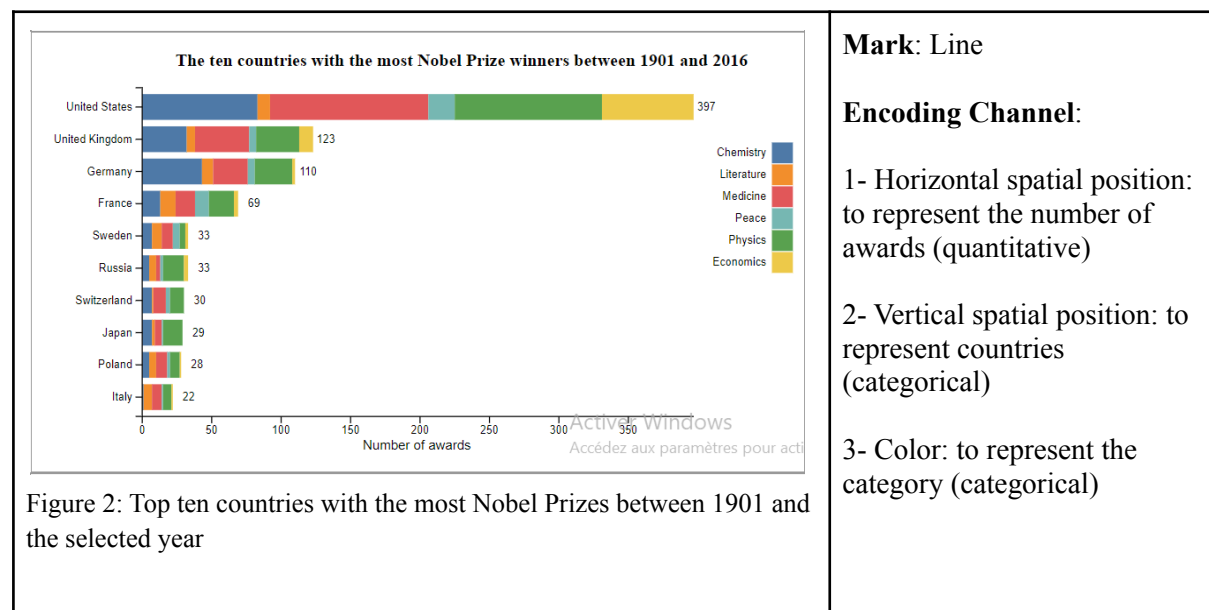 The ten countries with the most Nobel Prize winners between 1901 and 2016
United States
397
United Kingdom
123
Germany
110
France
69
Sweden
33
Russia
33
Switzerland
30
Japan
29
Poland
28
Italy
22
Chemistry
Literature
Medicine
Peace
Physics
Economics
0 50 100 150 200 250 300 350
Number of awards
Activer Windows
Accédez aux paramètres pour acti
Figure 2: Top ten countries with the most Nobel Prizes between 1901 and
the selected year
Mark: Line
Encoding Channel:
1- Horizontal spatial position:
to represent the number of
awards (quantitative)
2- Vertical spatial position: to
represent countries
(categorical)
3- Color: to represent the
category (categorical)